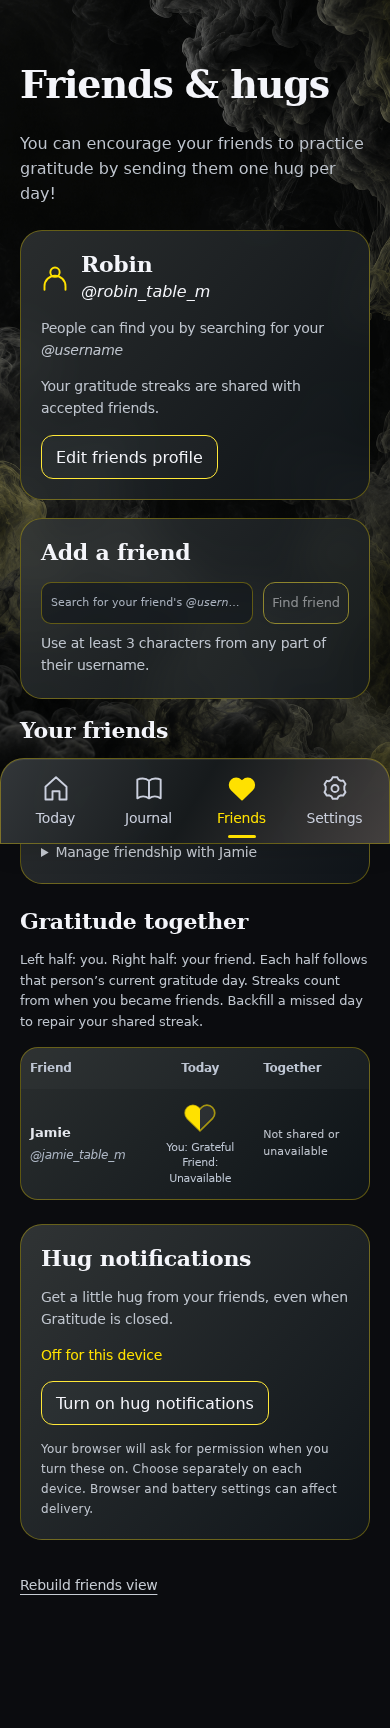 Friends & hugs
You can encourage your friends to practice
gratitude by sending them one hug per
day!
Robin
@robin_table_m
People can find you by searching for your
@username
Your gratitude streaks are shared with
accepted friends.
Edit friends profile
Add a friend
Search for your friend's @usern…
Find friend
Use at least 3 characters from any part of
their username.
Your friends
Today
Journal
Friends
Settings
▶ Manage friendship with Jamie
Gratitude together
Left half: you. Right half: your friend. Each half follows
that person’s current gratitude day. Streaks count
from when you became friends. Backfill a missed day
to repair your shared streak.
Friend
Today
Together
Jamie
@jamie_table_m
You: Grateful
Friend:
Unavailable
Not shared or
unavailable
Hug notifications
Get a little hug from your friends, even when
Gratitude is closed.
Off for this device
Turn on hug notifications
Your browser will ask for permission when you
turn these on. Choose separately on each
device. Browser and battery settings can affect
delivery.
Rebuild friends view